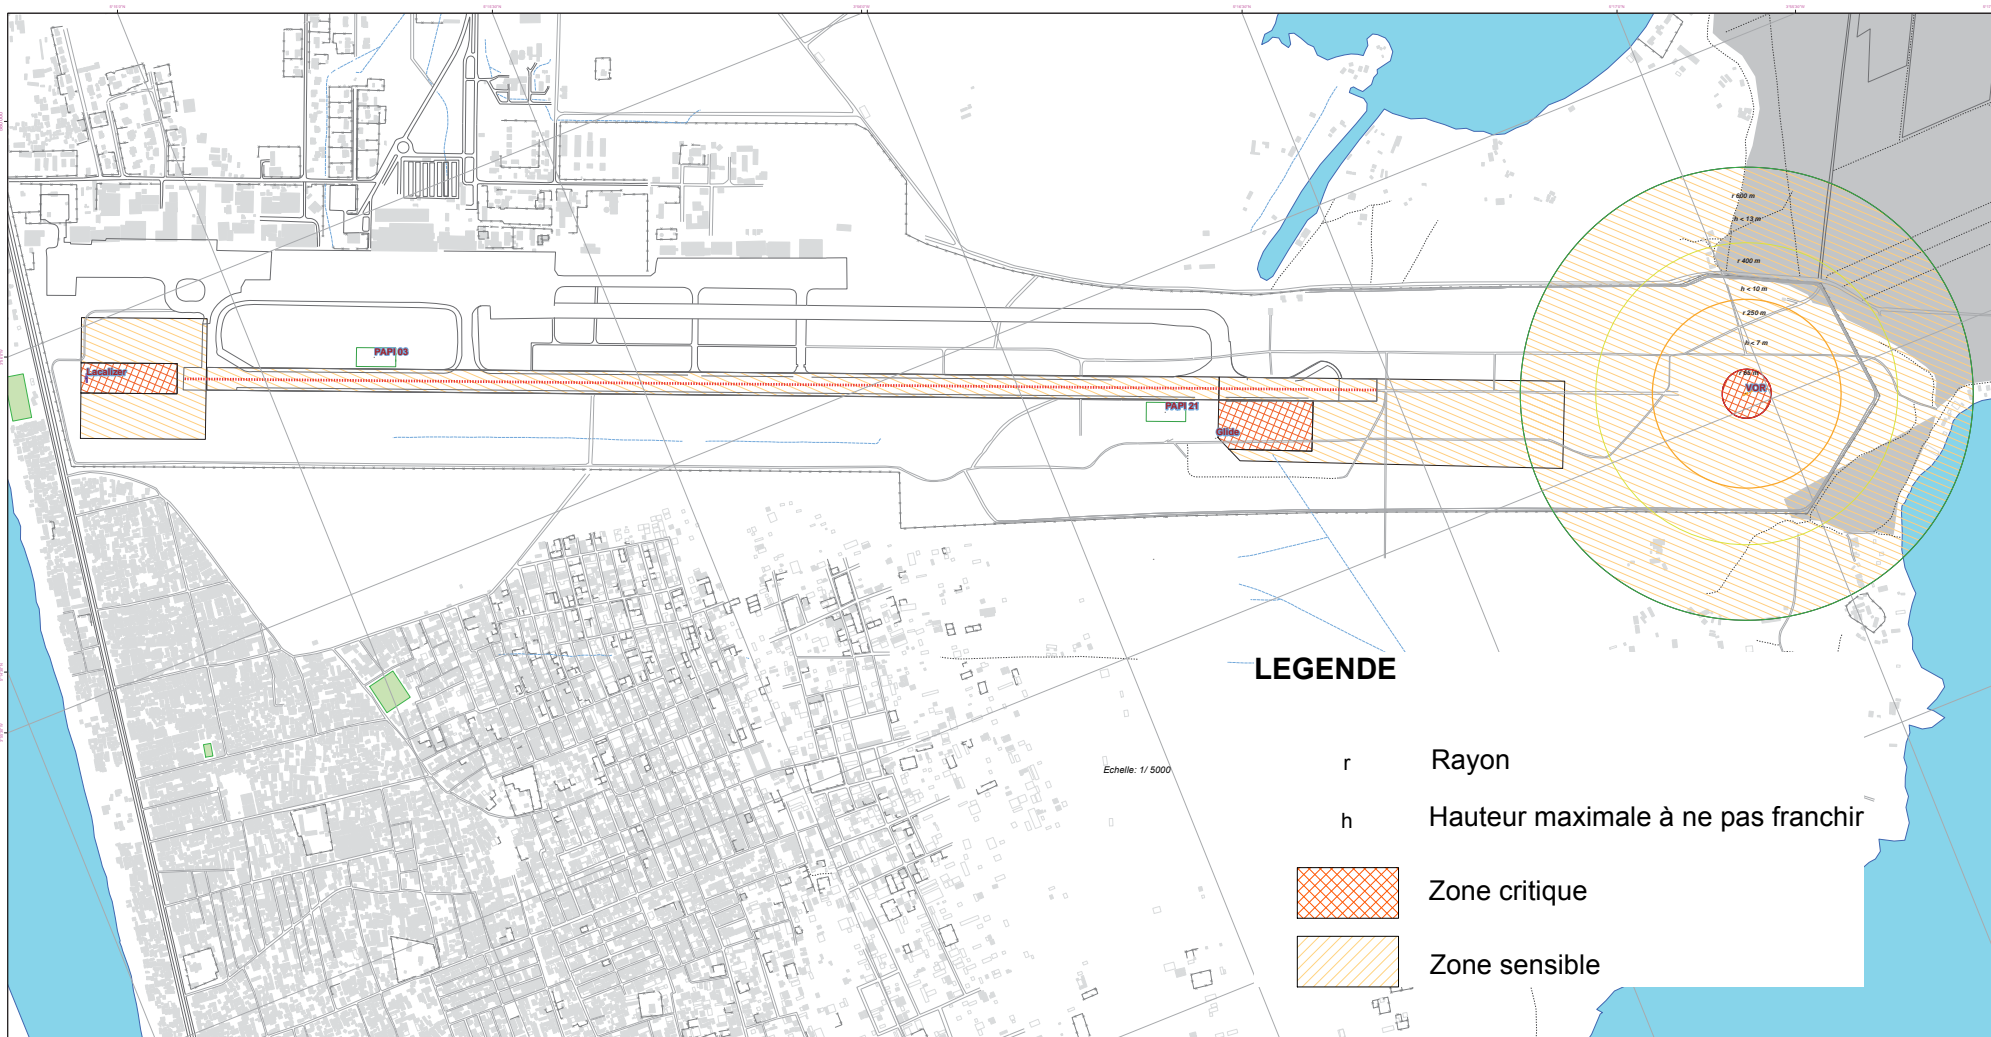 r 600 m
h < 13 m
r 400 m
h < 10 m
r 250 m
h < 7 m
VOR
PAPI 03
Lacalizer
PAPI 21
Glide
LEGENDE
r Rayon
h Hauteur maximale à ne pas franchir
Echelle: 1/ 5000
Zone critique
Zone sensible